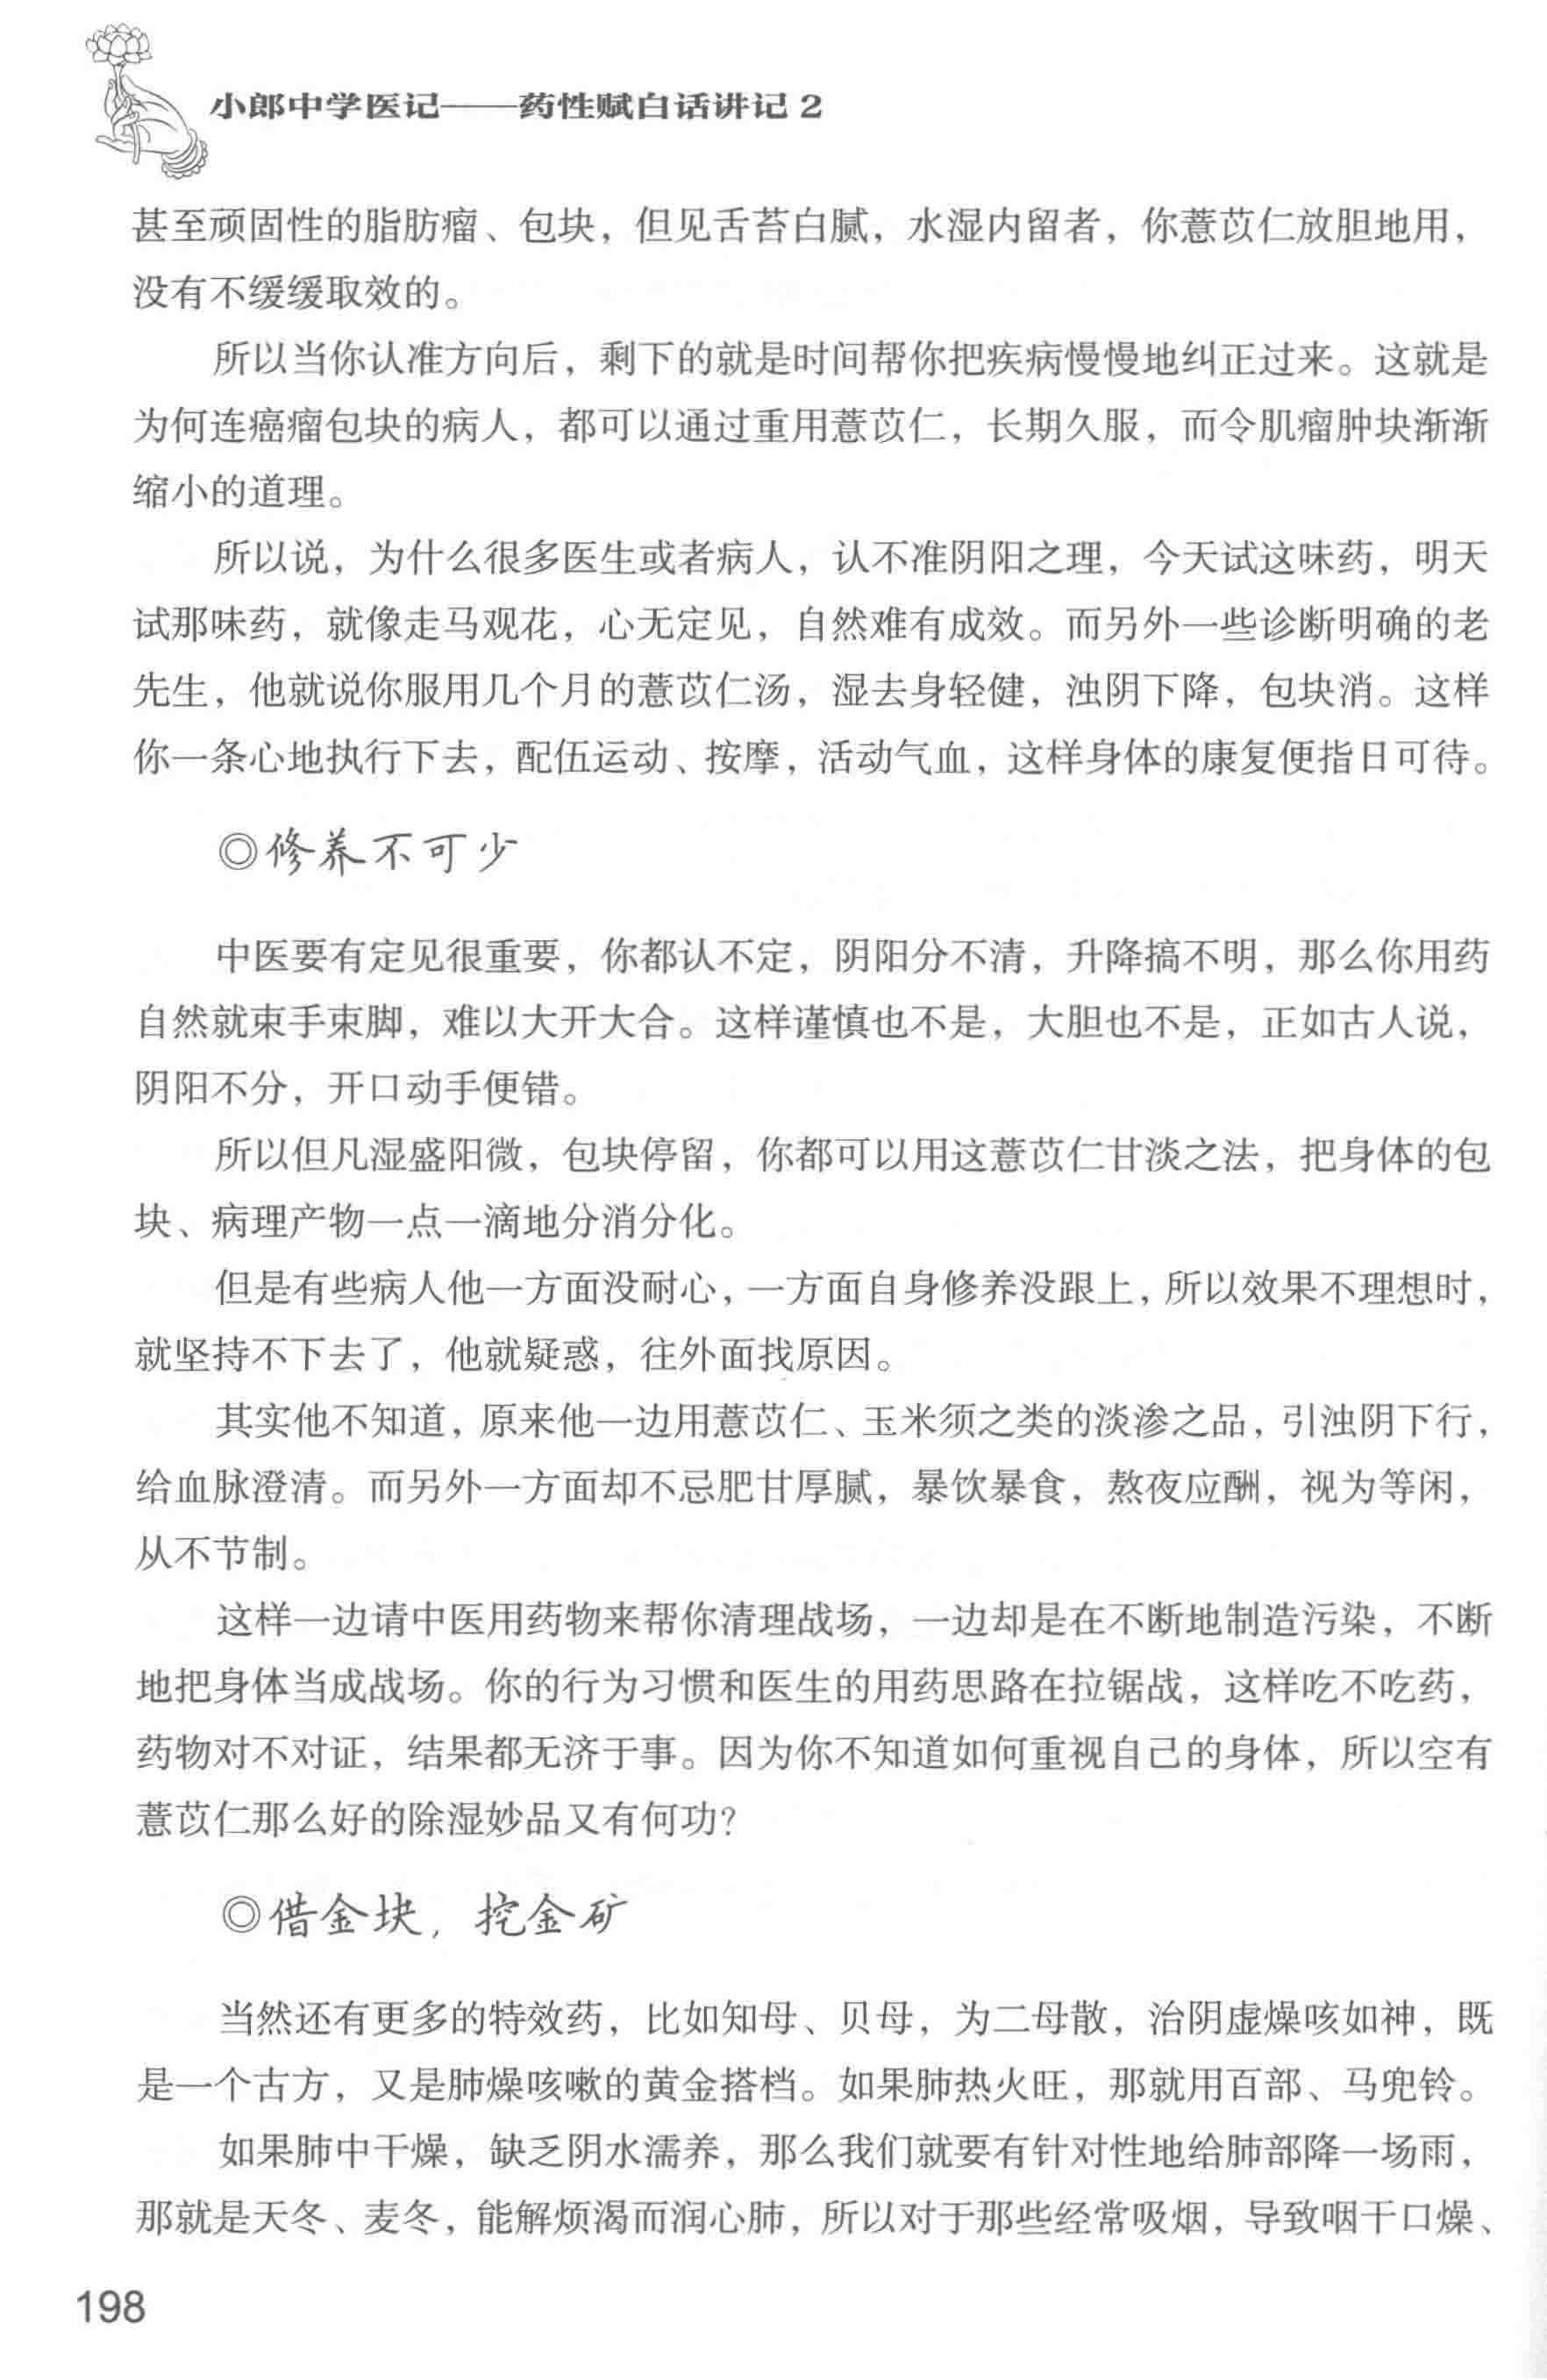 小郎中学医记——药性赋白话讲记2
甚至顽固性的脂肪瘤、包块，但见舌苔白腻，水湿内留者，你薏苡仁放胆地用，
没有不缓缓取效的。
所以当你认准方向后，剩下的就是时间帮你把疾病慢慢地纠正过来。这就是
为何连癌瘤包块的病人，都可以通过重用薏苡仁，长期久服，而令肌瘤肿块渐渐
缩小的道理。
所以说，为什么很多医生或者病人，认不准阴阳之理，今天试这味药，明天
试那味药，就像走马观花，心无定见，自然难有成效。而另外一些诊断明确的老
先生，他就说你服用几个月的薏苡仁汤，湿去身轻健，浊阴下降，包块消。这样
你一条心地执行下去，配伍运动、按摩，活动气血，这样身体的康复便指日可待。
◎修养不可少
中医要有定见很重要，你都认不定，阴阳分不清，升降搞不明，那么你用药
自然就束手束脚，难以大开大合。这样谨慎也不是，大胆也不是，正如古人说，
阴阳不分，开口动手便错。
所以但凡湿盛阳微，包块停留，你都可以用这薏苡仁甘淡之法，把身体的包
块、病理产物一点一滴地分消分化。
但是有些病人他一方面没耐心，一方面自身修养没跟上，所以效果不理想时，
就坚持不下去了，他就疑惑，往外面找原因。
其实他不知道，原来他一边用薏苡仁、玉米须之类的淡渗之品，引浊阴下行，
给血脉澄清。而另外一方面却不忌肥甘厚腻，暴饮暴食，熬夜应酬，视为等闲，
从不节制。
这样一边请中医用药物来帮你清理战场，一边却是在不断地制造污染，不断
地把身体当成战场。你的行为习惯和医生的用药思路在拉锯战，这样吃不吃药，
药物对不对证，结果都无济于事。因为你不知道如何重视自己的身体，所以空有
薏苡仁那么好的除湿妙品又有何功？
◎借金块，挖金矿
当然还有更多的特效药，比如知母、贝母，为二母散，治阴虚燥咳如神，既
是一个古方，又是肺燥咳嗽的黄金搭档。如果肺热火旺，那就用百部、马兜铃。
如果肺中干燥，缺乏阴水濡养，那么我们就要有针对性地给肺部降一场雨，
那就是天冬、麦冬，能解烦渴而润心肺，所以对于那些经常吸烟，导致咽干口燥、
198